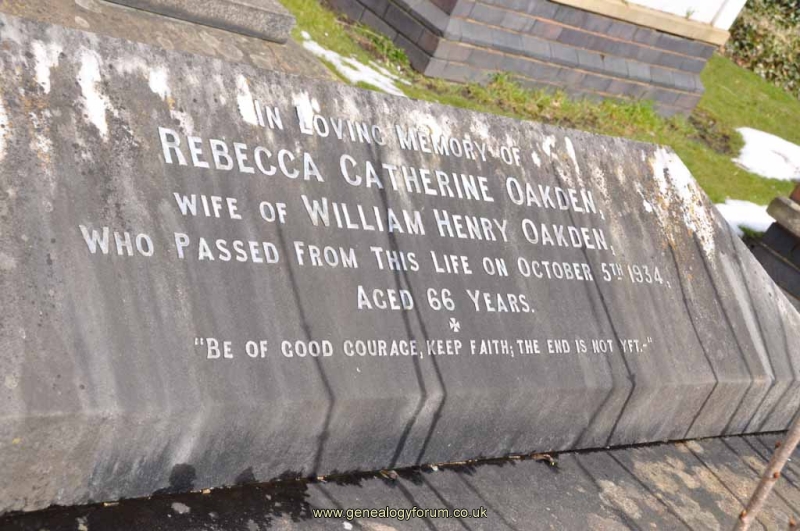 IN LOVING MEMORY OF
REBECCA CATHERINE OAKDEN,
WIFE OF WILLIAM HENRY OAKDEN,
WHO PASSED FROM THIS LIFE ON OCTOBER 5TH 1934,
AGED 66 YEARS.
"BE OF GOOD COURAGE, KEEP FAITH; THE END IS NOT YET.–"
www.genealogyforum.co.uk